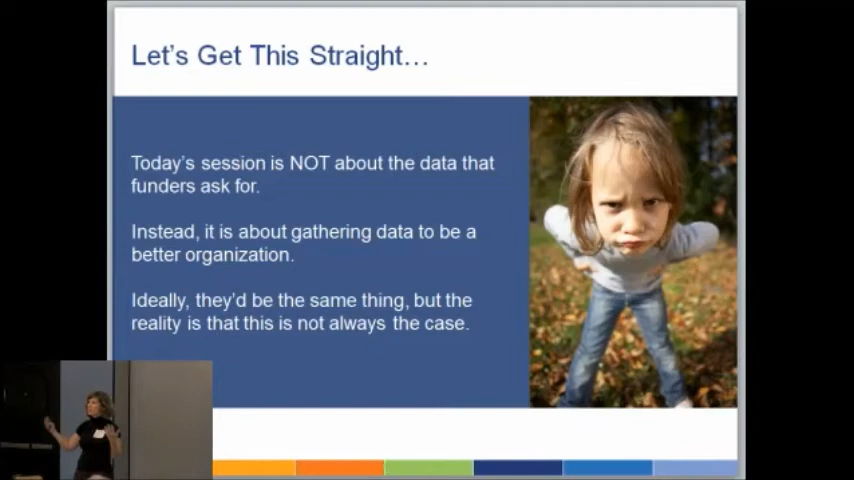 Let's Get This Straight…
Today's session is NOT about the data that
funders ask for.
Instead, it is about gathering data to be a
better organization.
Ideally, they'd be the same thing, but the
reality is that this is not always the case.